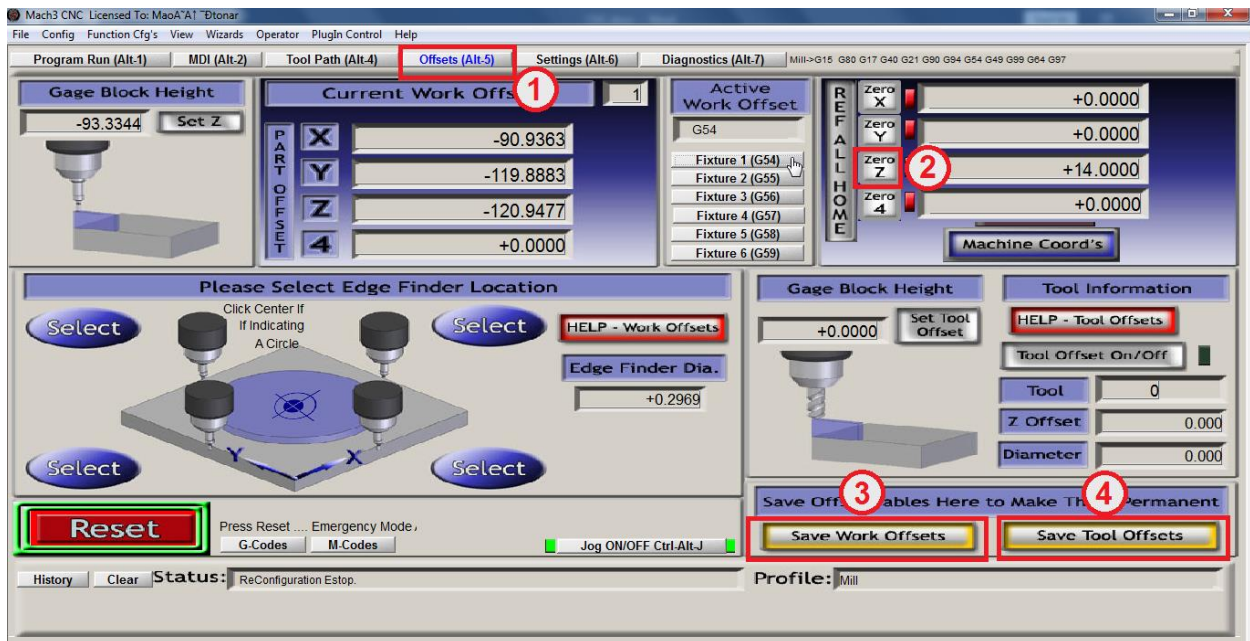 Mach3 CNC Licensed To:
File Config Function Cfg's View Wizards Operator PlugIn Control Help
Program Run (Alt-1) MDI (Alt-2) Tool Path (Alt-4) Offsets (Alt-5) Settings (Alt-6) Diagnostics (Alt-7) Mill->G15 G80 G17 G40 G21 G90 G94 G54 G49 G99 G64 G97
1
Gage Block Height
-93.3344 Set Z
Current Work Offs
1
PART OFFSET
X -90.9363
Y -119.8883
Z -120.9477
4 +0.0000
Active
Work Offset
G54
Fixture 1 (G54)
Fixture 2 (G55)
Fixture 3 (G56)
Fixture 4 (G57)
Fixture 5 (G58)
Fixture 6 (G59)
REF ALL HOME
Zero X +0.0000
Zero Y +0.0000
Zero Z 2 +14.0000
Zero 4 +0.0000
Machine Coord's
Please Select Edge Finder Location
Click Center If
If Indicating
A Circle
Select
Select
Select
Select
Y X
HELP - Work Offsets
Edge Finder Dia.
+0.2969
Gage Block Height
+0.0000 Set Tool
Offset
Tool Information
HELP - Tool Offsets
Tool Offset On/Off
Tool 0
Z Offset 0.000
Diameter 0.000
Reset
Press Reset .... Emergency Mode
G-Codes M-Codes
Jog ON/OFF Ctrl-Alt-J
3 4
Save Off ables Here to Make Th ermanent
Save Work Offsets Save Tool Offsets
History Clear Status: ReConfiguration Estop.
Profile: Mill